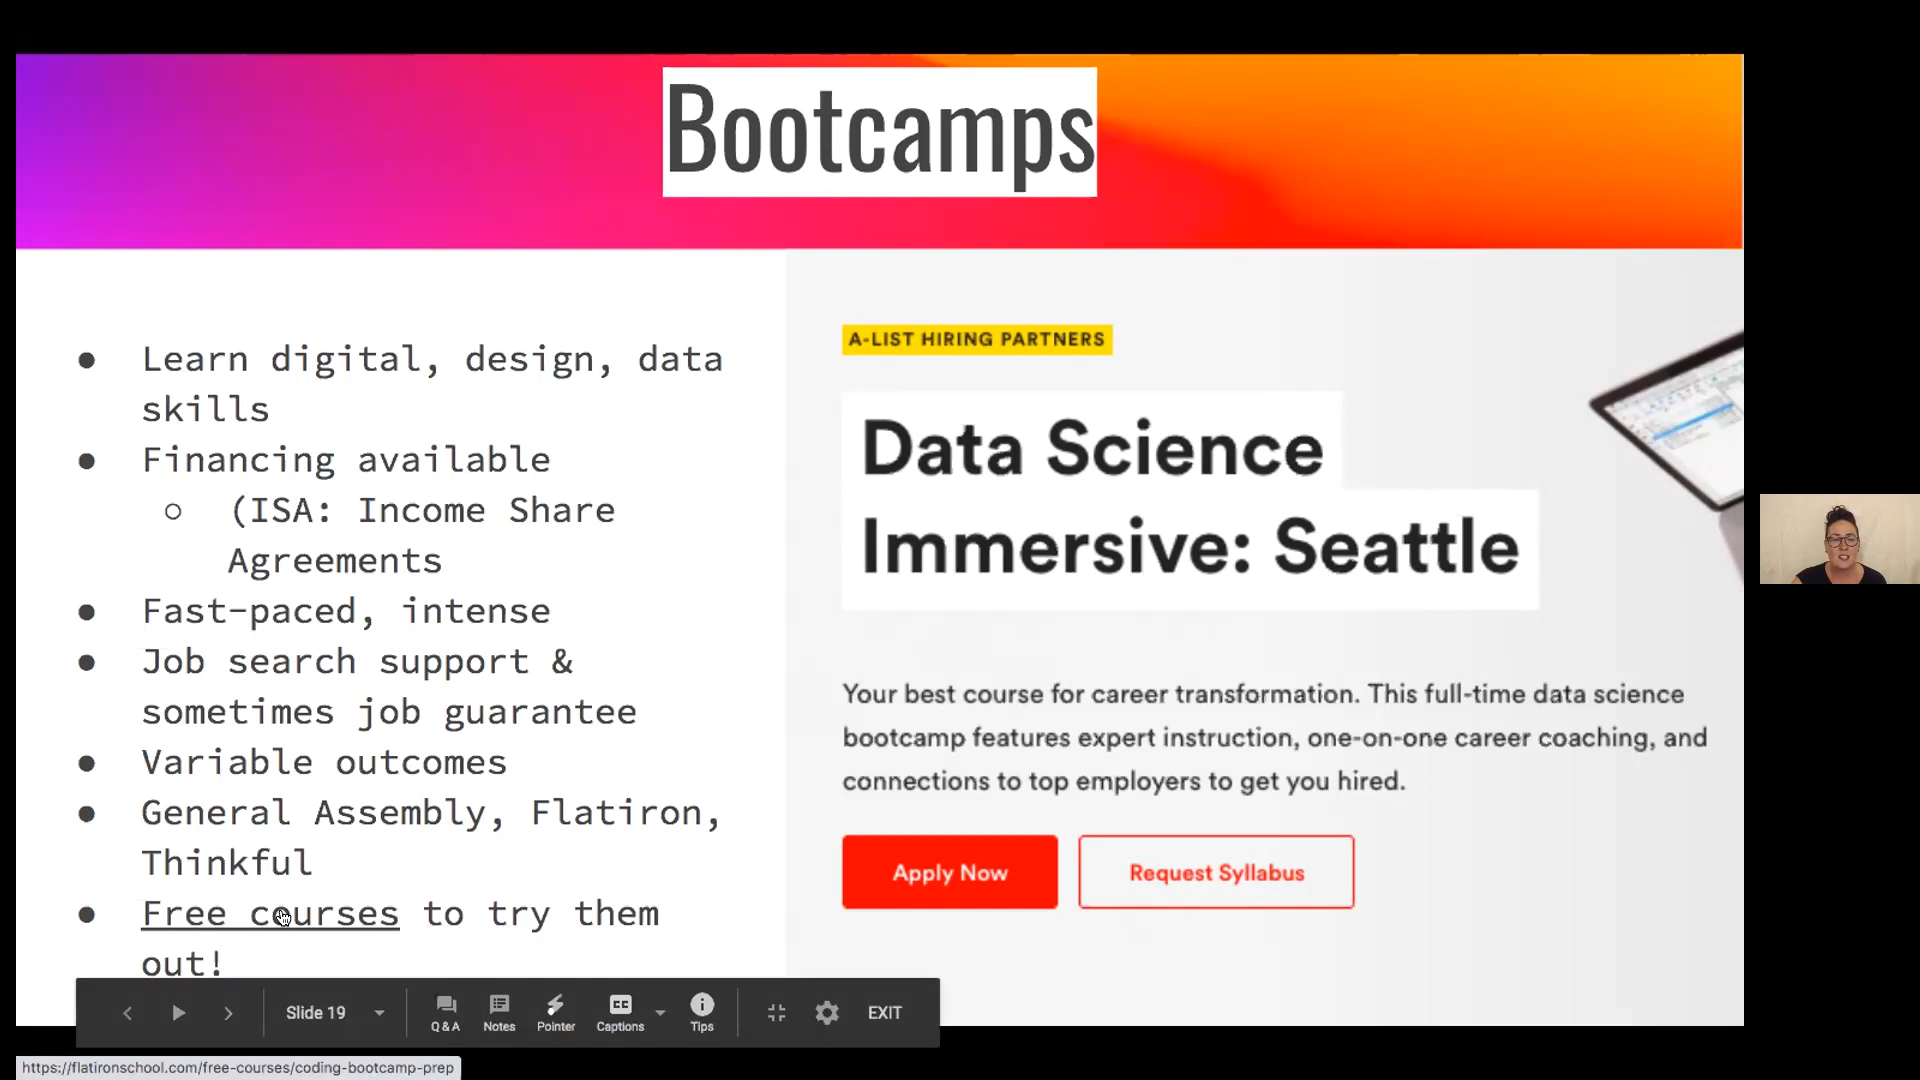 Bootcamps
● Learn digital, design, data
skills
● Financing available
○ (ISA: Income Share
Agreements
● Fast-paced, intense
● Job search support &
sometimes job guarantee
● Variable outcomes
● General Assembly, Flatiron,
Thinkful
● Free courses to try them
out!
A-LIST HIRING PARTNERS
Data Science
Immersive: Seattle
Your best course for career transformation. This full-time data science
bootcamp features expert instruction, one-on-one career coaching, and
connections to top employers to get you hired.
Apply Now
Request Syllabus
Slide 19
Q & A
Notes
Pointer
CC
Captions
Tips
EXIT
https://flatironschool.com/free-courses/coding-bootcamp-prep